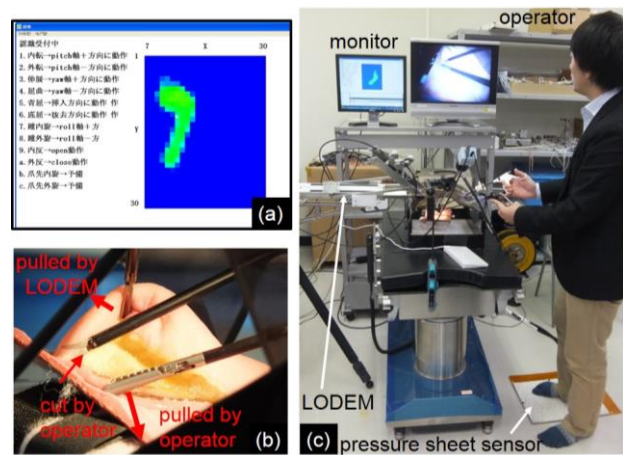 認識受付中
7 X 30
1.内転→pitch軸+方向に動作 1
2.外転→pitch軸-方向に動作
3.伸展→yaw軸+方向に動作
4.屈曲→yaw軸-方向に動作
5.背屈→挿入方向に動作 作
6.底屈→抜去方向に動作 作
7.踵内旋→roll軸+方
8.踵外旋→roll軸-方
9.内反→open動作
a.外反→close動作
b.爪先内旋→予備
c.爪先外旋→予備
y
30
(a)
pulled by
LODEM
cut by
operator
pulled by
operator
(b)
operator
monitor
LODEM
pressure sheet sensor
(c)